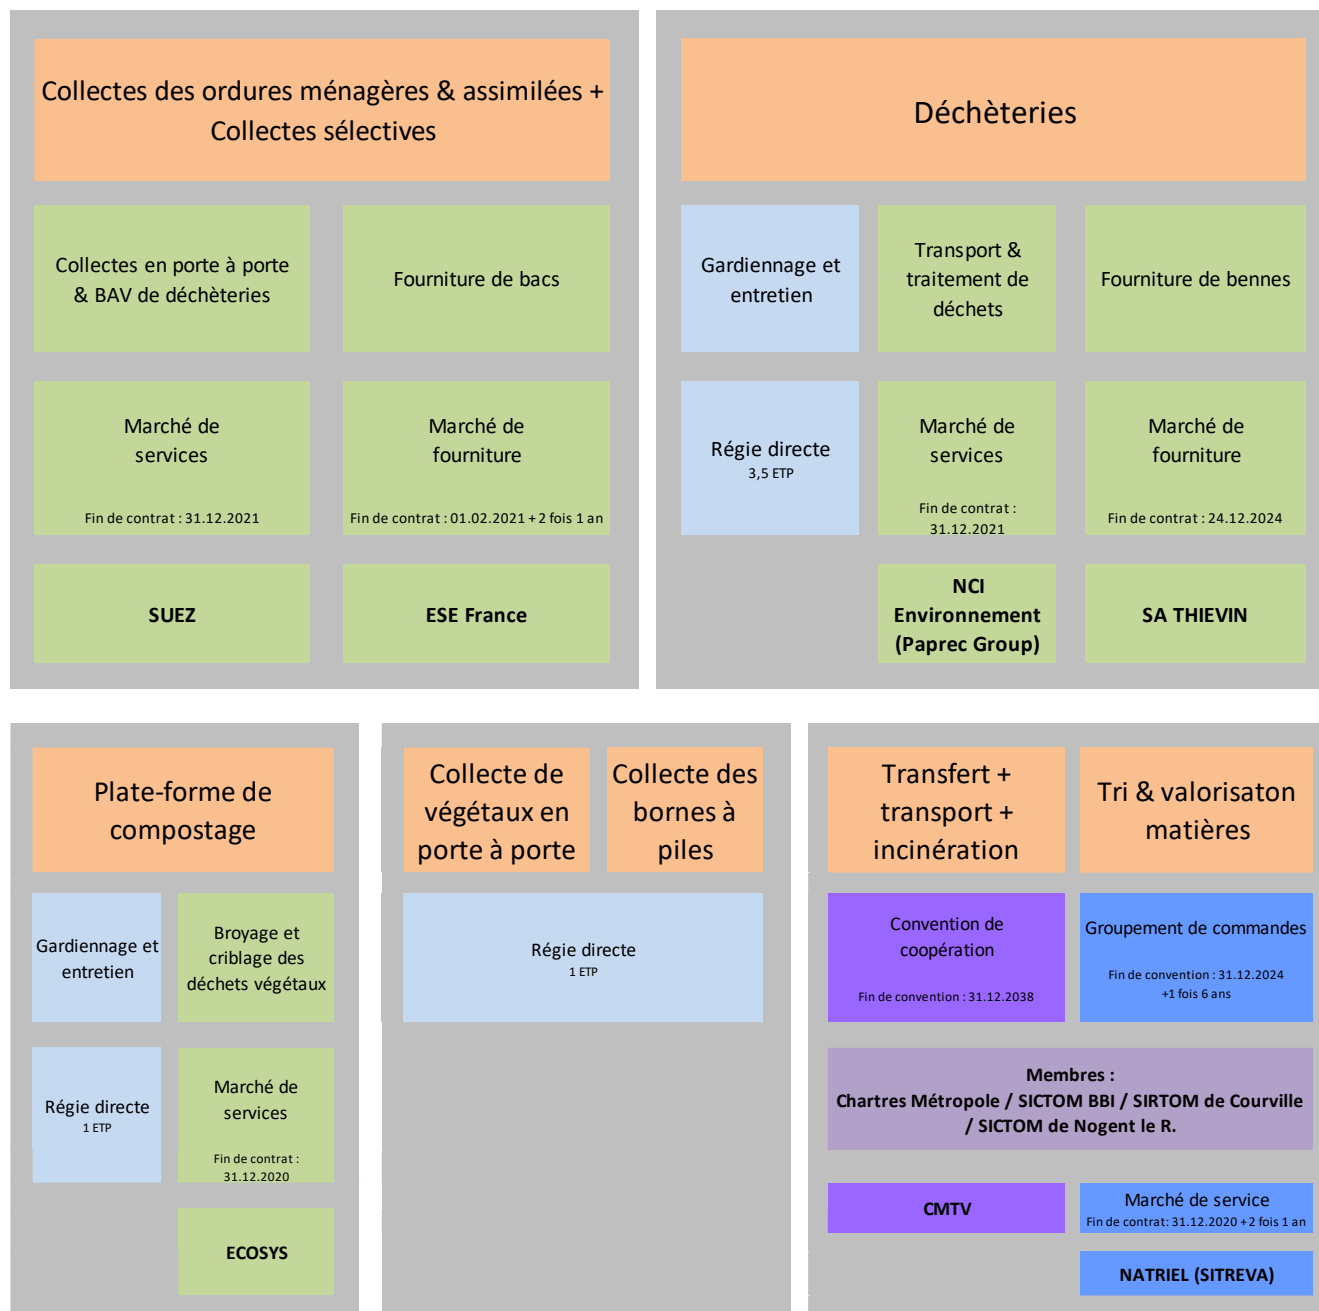 Collectes des ordures ménagères & assimilées +
Collectes sélectives
Collectes en porte à porte
& BAV de déchèteries
Fourniture de bacs
Marché de
services
Fin de contrat : 31.12.2021
Marché de
fourniture
Fin de contrat : 01.02.2021 + 2 fois 1 an
SUEZ
ESE France
Déchèteries
Gardiennage et
entretien
Transport &
traitement de
déchets
Fourniture de bennes
Régie directe
3,5 ETP
Marché de
services
Fin de contrat :
31.12.2021
Marché de
fourniture
Fin de contrat : 24.12.2024
NCI
Environnement
(Paprec Group)
SA THIEVIN
Plate-forme de
compostage
Gardiennage et
entretien
Broyage et
criblage des
déchets végétaux
Régie directe
1 ETP
Marché de
services
Fin de contrat :
31.12.2020
ECOSYS
Collecte de
végétaux en
porte à porte
Collecte des
bornes à
piles
Régie directe
1 ETP
Transfert +
transport +
incinération
Tri & valorisaton
matières
Convention de
coopération
Fin de convention : 31.12.2038
Groupement de commandes
Fin de convention : 31.12.2024
+1 fois 6 ans
Membres :
Chartres Métropole / SICTOM BBI / SIRTOM de Courville
/ SICTOM de Nogent le R.
CMTV
Marché de service
Fin de contrat: 31.12.2020 + 2 fois 1 an
NATRIEL (SITREVA)